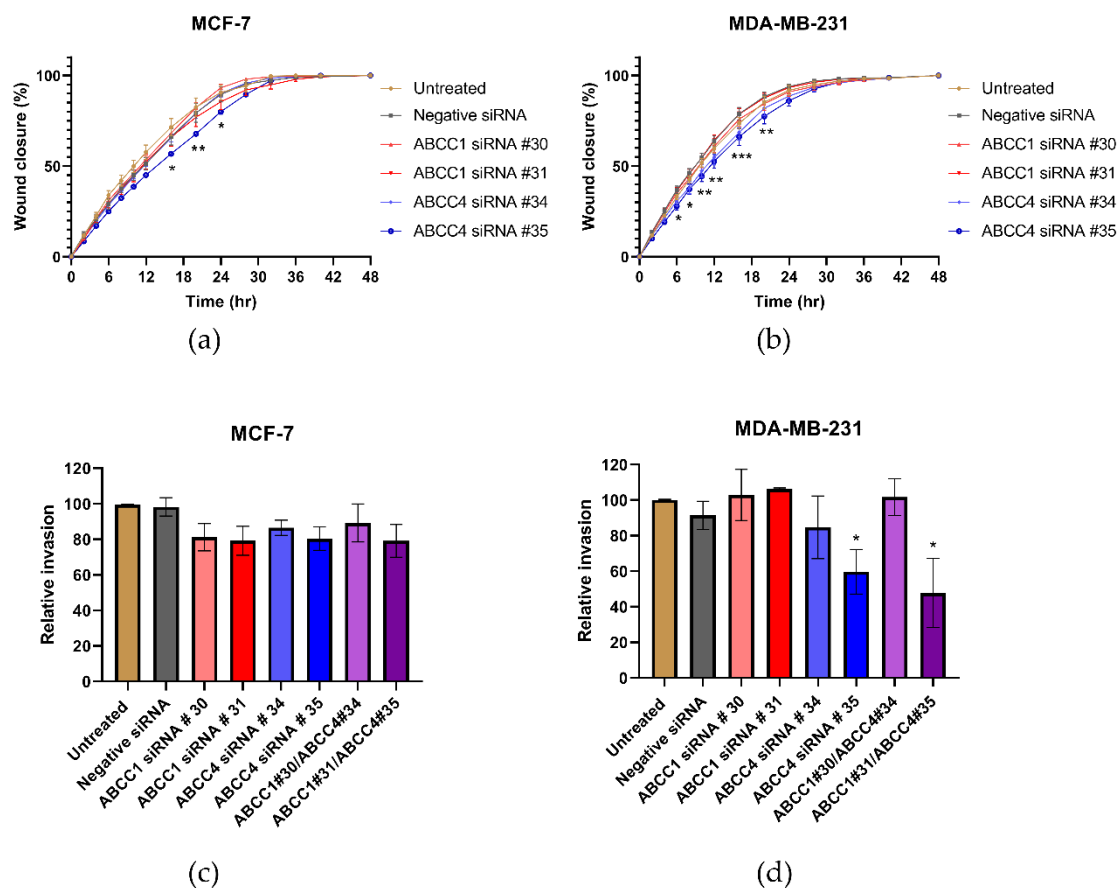 MCF-7
100
50
0
Wound closure (%)
0 6 12 18 24 30 36 42 48
Time (hr)
* ** *
Untreated
Negative siRNA
ABCC1 siRNA #30
ABCC1 siRNA #31
ABCC4 siRNA #34
ABCC4 siRNA #35
(a)
MDA-MB-231
100
50
0
Wound closure (%)
0 6 12 18 24 30 36 42 48
Time (hr)
* * ** ** *** **
Untreated
Negative siRNA
ABCC1 siRNA #30
ABCC1 siRNA #31
ABCC4 siRNA #34
ABCC4 siRNA #35
(b)
MCF-7
120
100
80
60
40
20
0
Relative invasion
Untreated
Negative siRNA
ABCC1 siRNA # 30
ABCC1 siRNA # 31
ABCC4 siRNA # 34
ABCC4 siRNA # 35
ABCC1#30/ABCC4#34
ABCC1#31/ABCC4#35
(c)
MDA-MB-231
120
100
80
60
40
20
0
Relative invasion
* *
Untreated
Negative siRNA
ABCC1 siRNA # 30
ABCC1 siRNA # 31
ABCC4 siRNA # 34
ABCC4 siRNA # 35
ABCC1#30/ABCC4#34
ABCC1#31/ABCC4#35
(d)